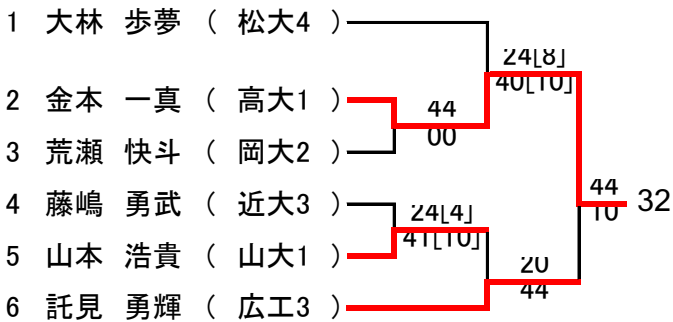 1 大林 歩夢 ( 松大4 )
24[8]
40[10]
2 金本 一真 ( 高大1 )
44
00
3 荒瀬 快斗 ( 岡大2 )
44
10
32
4 藤嶋 勇武 ( 近大3 )
24[4]
41[10]
5 山本 浩貴 ( 山大1 )
20
44
6 託見 勇輝 ( 広工3 )